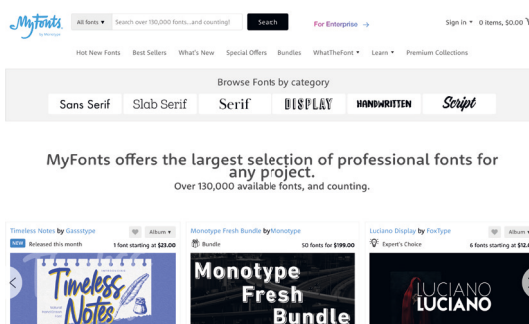 MyFonts
by Monotype
All fonts ▼ Search over 130,000 fonts...and counting! Search For Enterprise → Sign in ▼ 0 items, $0.00
Hot New Fonts Best Sellers What's New Special Offers Bundles WhatTheFont ▼ Learn ▼ Premium Collections
Browse Fonts by category
Sans Serif Slab Serif Serif DISPLAY HANDWRITTEN Script
MyFonts offers the largest selection of professional fonts for
any project.
Over 130,000 available fonts, and counting.
Timeless Notes by Gassstype Album ▼
NEW Released this month 1 font starting at $23.00
Timeless
Notes
Monotype Fresh Bundle by Monotype
Bundle 50 fonts for $199.00
Monotype
Fresh
Bundle
Luciano Display by FoxType Album ▼
Expert's Choice 6 fonts starting at $12.0
LUCIANO
LUCIANO